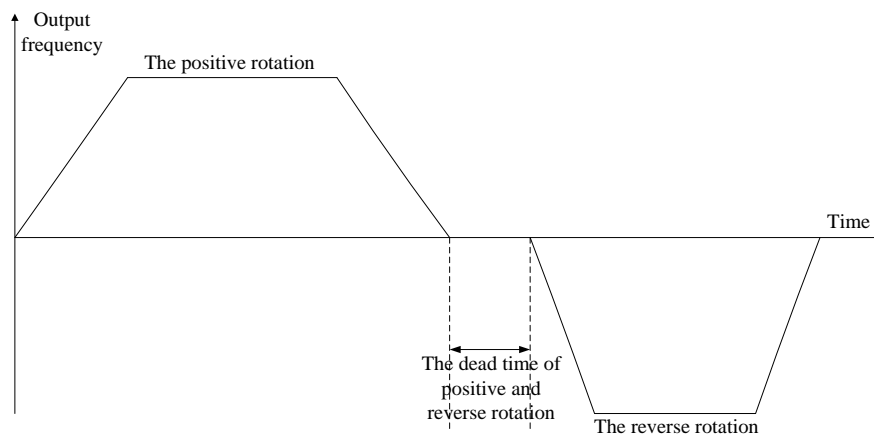 Output
frequency
The positive rotation
Time
The dead time of
positive and
reverse rotation
The reverse rotation